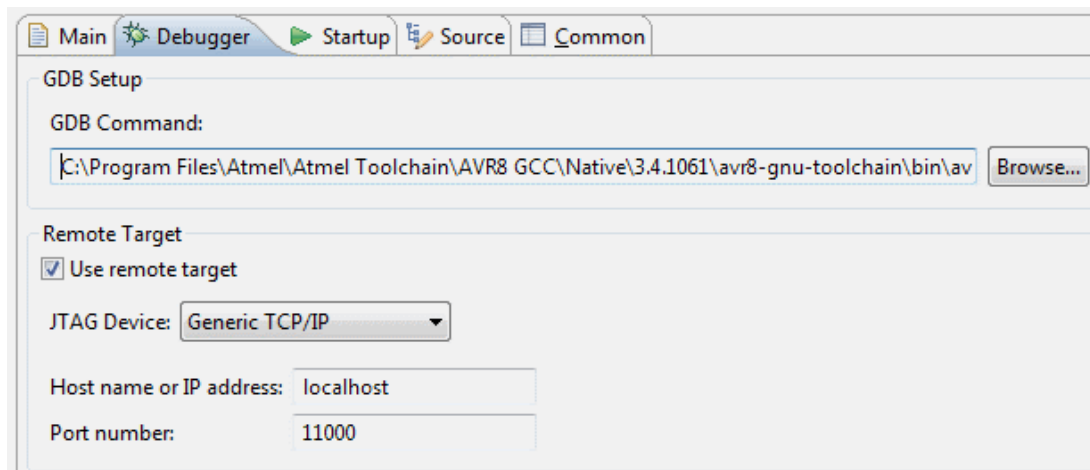 Main Debugger Startup Source Common
GDB Setup
GDB Command:
C:\Program Files\Atmel\Atmel Toolchain\AVR8 GCC\Native\3.4.1061\avr8-gnu-toolchain\bin\av Browse...
Remote Target
Use remote target
JTAG Device: Generic TCP/IP
Host name or IP address: localhost
Port number: 11000